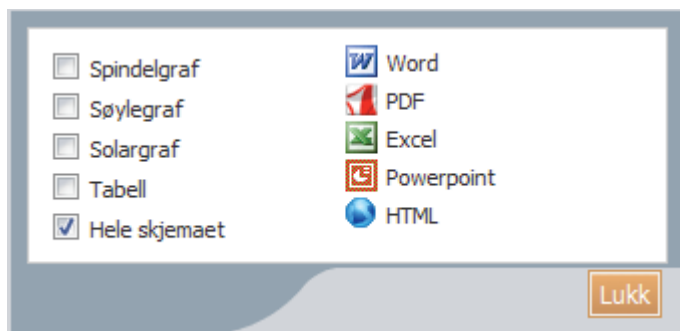 Spindelgraf
Søylegraf
Solargraf
Tabell
Hele skjemaet
Word
PDF
Excel
Powerpoint
HTML
Lukk